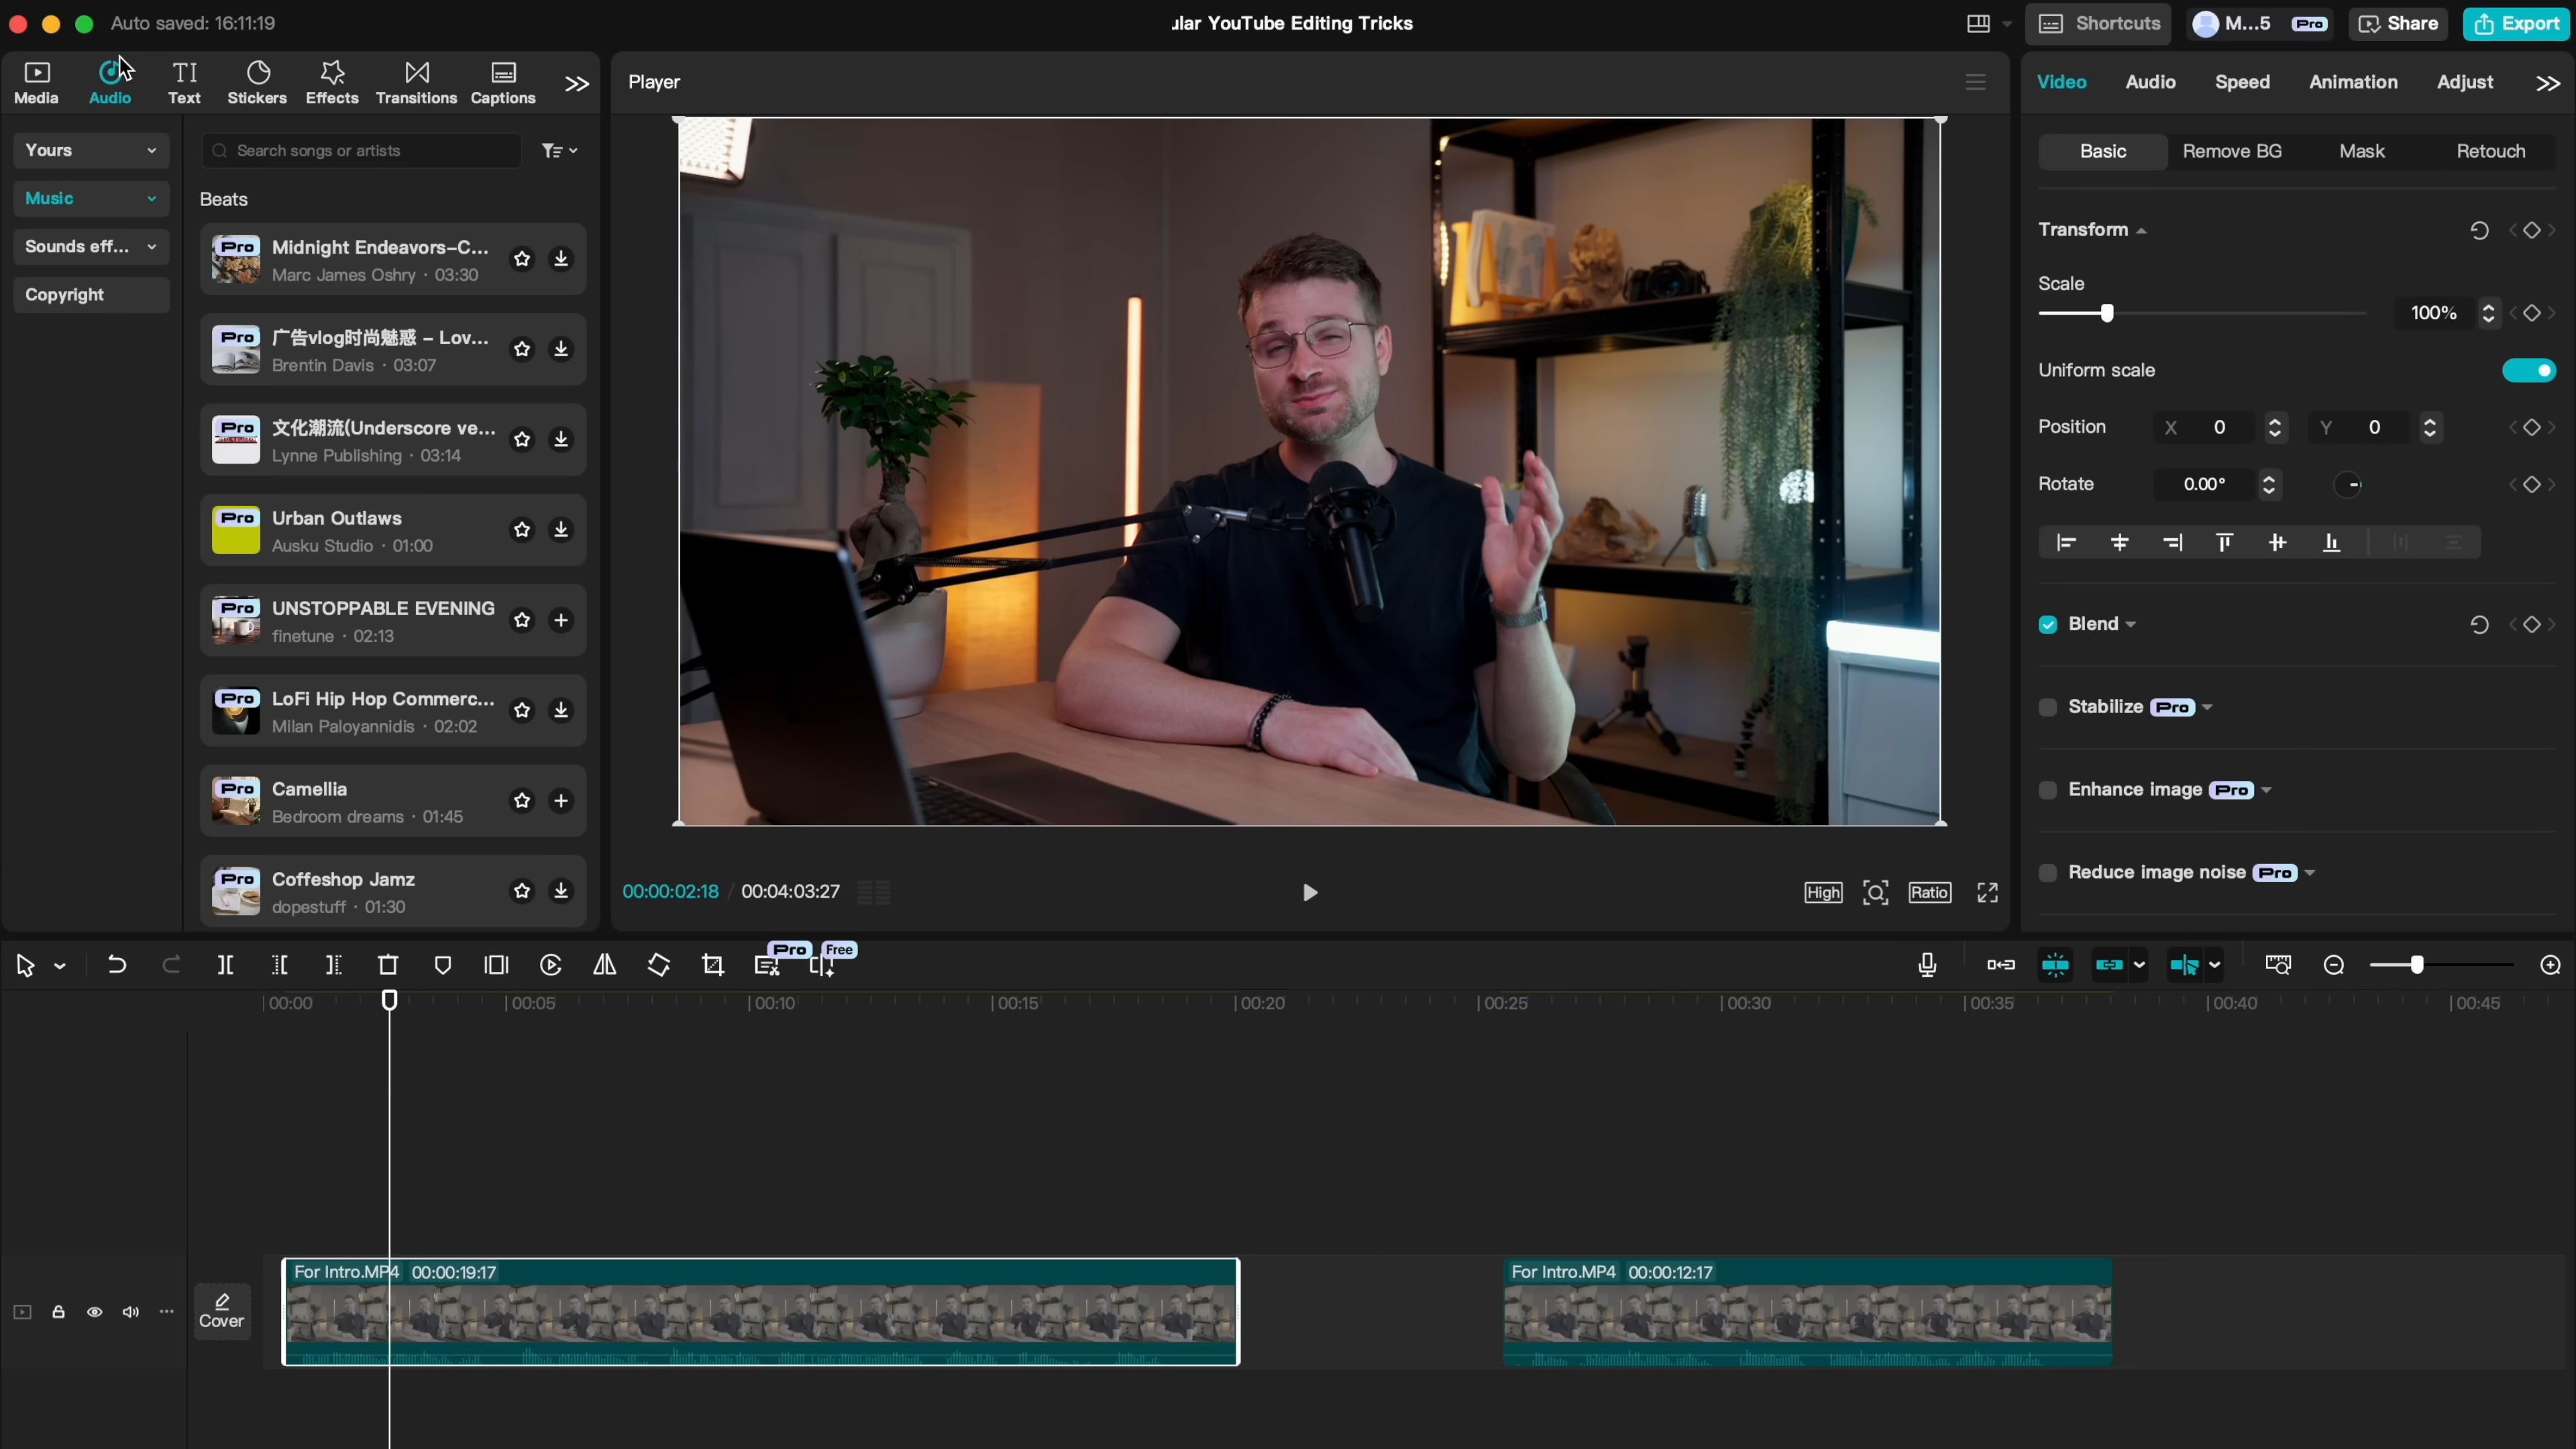 Auto saved: 16:11:19
ular YouTube Editing Tricks
Shortcuts
M...5
Pro
Share
Export
Media
Audio
Text
Stickers
Effects
Transitions
Captions
Yours
Music
Sounds eff...
Copyright
Search songs or artists
Beats
Pro
Midnight Endeavors-C...
Marc James Oshry · 03:30
Pro
广告vlog时尚魅惑 - Lov...
Brentin Davis · 03:07
Pro
文化潮流(Underscore ve...
Lynne Publishing · 03:14
Pro
Urban Outlaws
Ausku Studio · 01:00
Pro
UNSTOPPABLE EVENING
finetune · 02:13
Pro
LoFi Hip Hop Commerc...
Milan Paloyannidis · 02:02
Pro
Camellia
Bedroom dreams · 01:45
Pro
Coffeshop Jamz
dopestuff · 01:30
Player
00:00:02:18 / 00:04:03:27
High
Ratio
Video
Audio
Speed
Animation
Adjust
Basic
Remove BG
Mask
Retouch
Transform
Scale
100%
Uniform scale
Position
X 0
Y 0
Rotate
0.00°
Blend
Stabilize Pro
Enhance image Pro
Reduce image noise Pro
Pro
Free
00:00
00:05
00:10
00:15
00:20
00:25
00:30
00:35
00:40
00:45
Cover
For Intro.MP4 00:00:19:17
For Intro.MP4 00:00:12:17